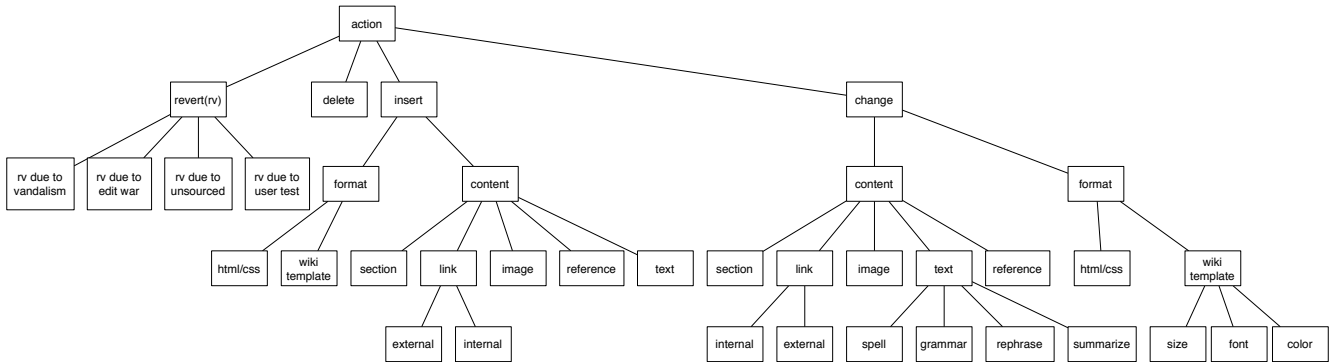 action
revert(rv)
delete
insert
change
rv due to
vandalism
rv due to
edit war
rv due to
unsourced
rv due to
user test
format
content
content
format
html/css
wiki
template
section
link
image
reference
text
section
link
image
text
reference
html/css
wiki
template
external
internal
internal
external
spell
grammar
rephrase
summarize
size
font
color